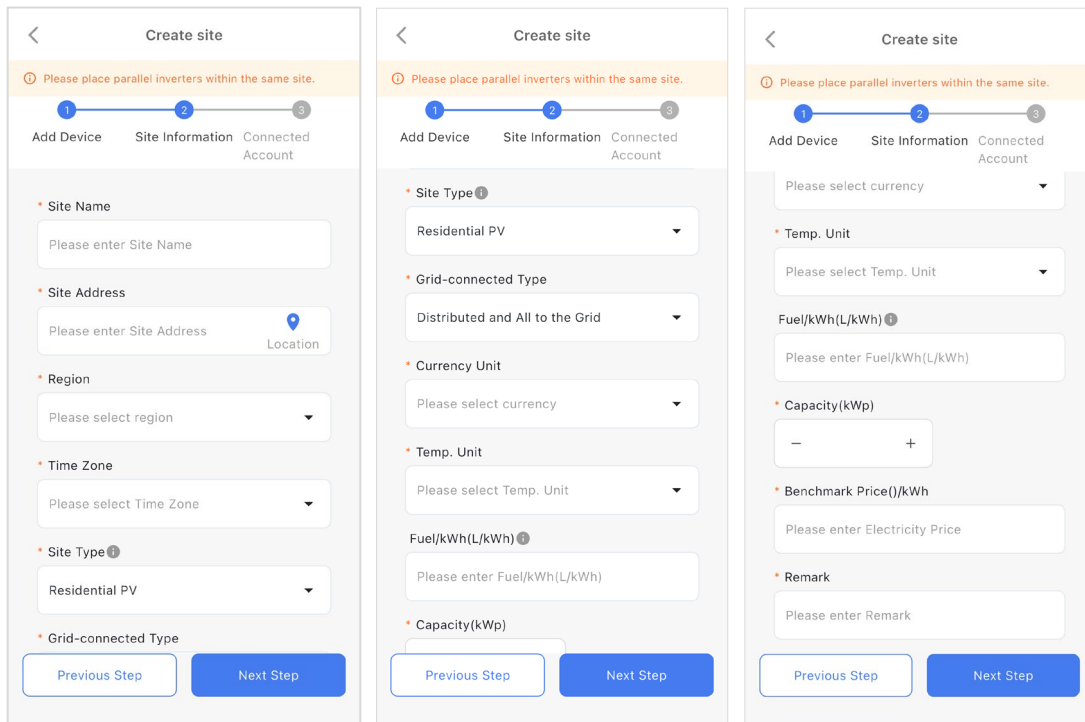 Create site
Please place parallel inverters within the same site.
1
2
3
Add Device
Site Information
Connected
Account
* Site Name
Please enter Site Name
* Site Address
Please enter Site Address
Location
* Region
Please select region
* Time Zone
Please select Time Zone
* Site Type
Residential PV
* Grid-connected Type
Previous Step
Next Step
Create site
Please place parallel inverters within the same site.
1
2
3
Add Device
Site Information
Connected
Account
* Site Type
Residential PV
* Grid-connected Type
Distributed and All to the Grid
* Currency Unit
Please select currency
* Temp. Unit
Please select Temp. Unit
Fuel/kWh(L/kWh)
Please enter Fuel/kWh(L/kWh)
* Capacity(kWp)
Previous Step
Next Step
Create site
Please place parallel inverters within the same site.
1
2
3
Add Device
Site Information
Connected
Account
Please select currency
* Temp. Unit
Please select Temp. Unit
Fuel/kWh(L/kWh)
Please enter Fuel/kWh(L/kWh)
* Capacity(kWp)
− +
* Benchmark Price()/kWh
Please enter Electricity Price
* Remark
Please enter Remark
Previous Step
Next Step